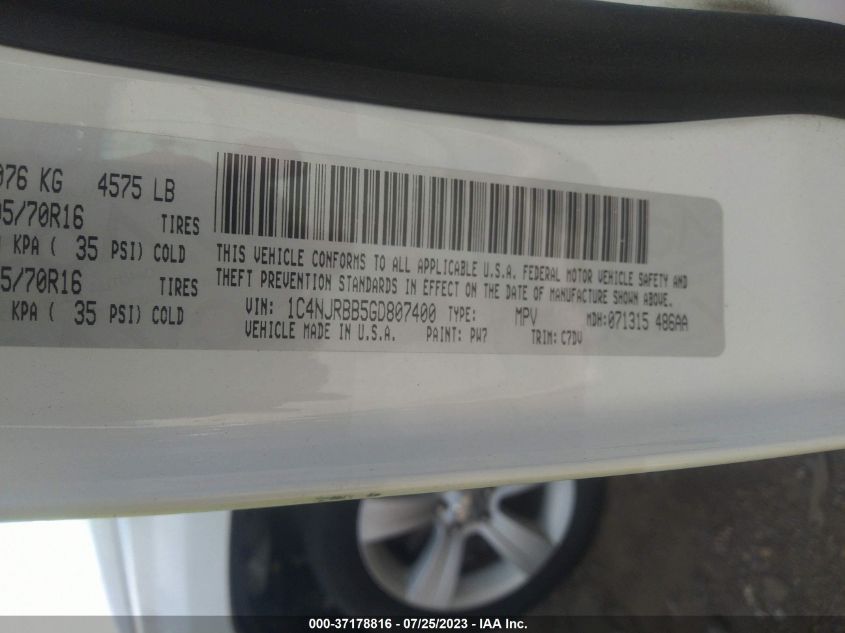 076 KG 4575 LB
5/70R16 TIRES
KPA ( 35 PSI) COLD
5/70R16 TIRES
KPA ( 35 PSI) COLD
THIS VEHICLE CONFORMS TO ALL APPLICABLE U.S.A. FEDERAL MOTOR VEHICLE SAFETY AND
THEFT PREVENTION STANDARDS IN EFFECT ON THE DATE OF MANUFACTURE SHOWN ABOVE.
VIN: 1C4NJRBB5GD807400 TYPE: MPV MDH:071315 486AA
VEHICLE MADE IN U.S.A. PAINT: PW7 TRIM: C7DV
000-37178816 - 07/25/2023 - IAA Inc.